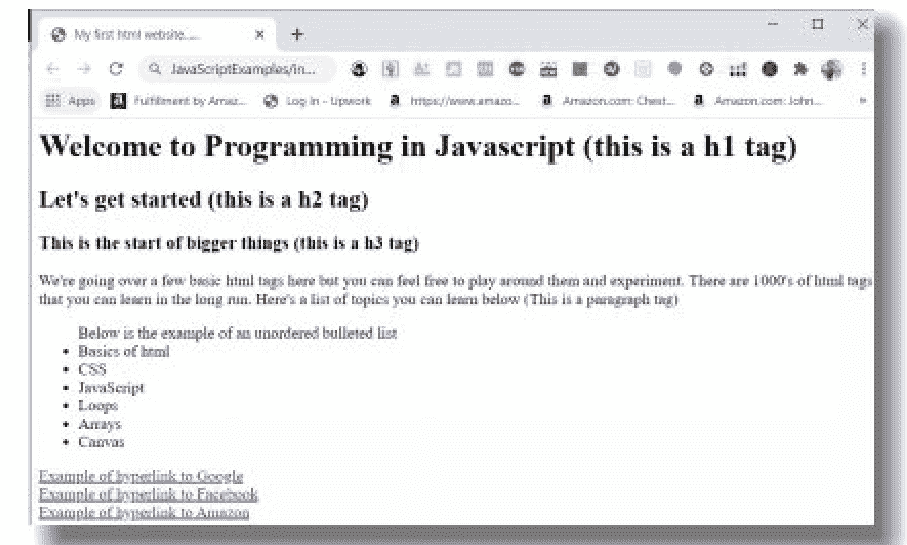 My first html website.....
JavaScriptExamples/in...
Apps
Fulfillment by Amaz...
Log In - Upwork
https://www.amazo...
Amazon.com: Chest...
Amazon.com: John...
Welcome to Programming in Javascript (this is a h1 tag)
Let's get started (this is a h2 tag)
This is the start of bigger things (this is a h3 tag)
We're going over a few basic html tags here but you can feel free to play around them and experiment. There are 1000's of html tags
that you can learn in the long run. Here's a list of topics you can learn below (This is a paragraph tag)
Below is the example of an unordered bulleted list
• Basics of html
• CSS
• JavaScript
• Loops
• Arrays
• Canvas
Example of hyperlink to Google
Example of hyperlink to Facebook
Example of hyperlink to Amazon